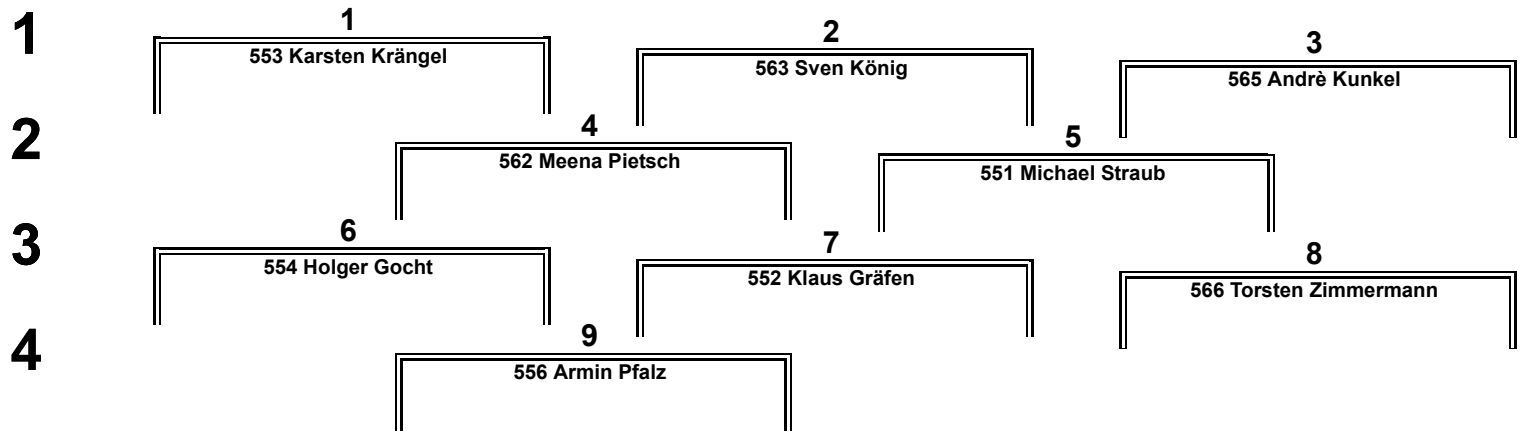 1
1
2
3
553 Karsten Krängel
563 Sven König
565 Andrè Kunkel
2
4
5
562 Meena Pietsch
551 Michael Straub
3
6
7
8
554 Holger Gocht
552 Klaus Gräfen
566 Torsten Zimmermann
4
9
556 Armin Pfalz